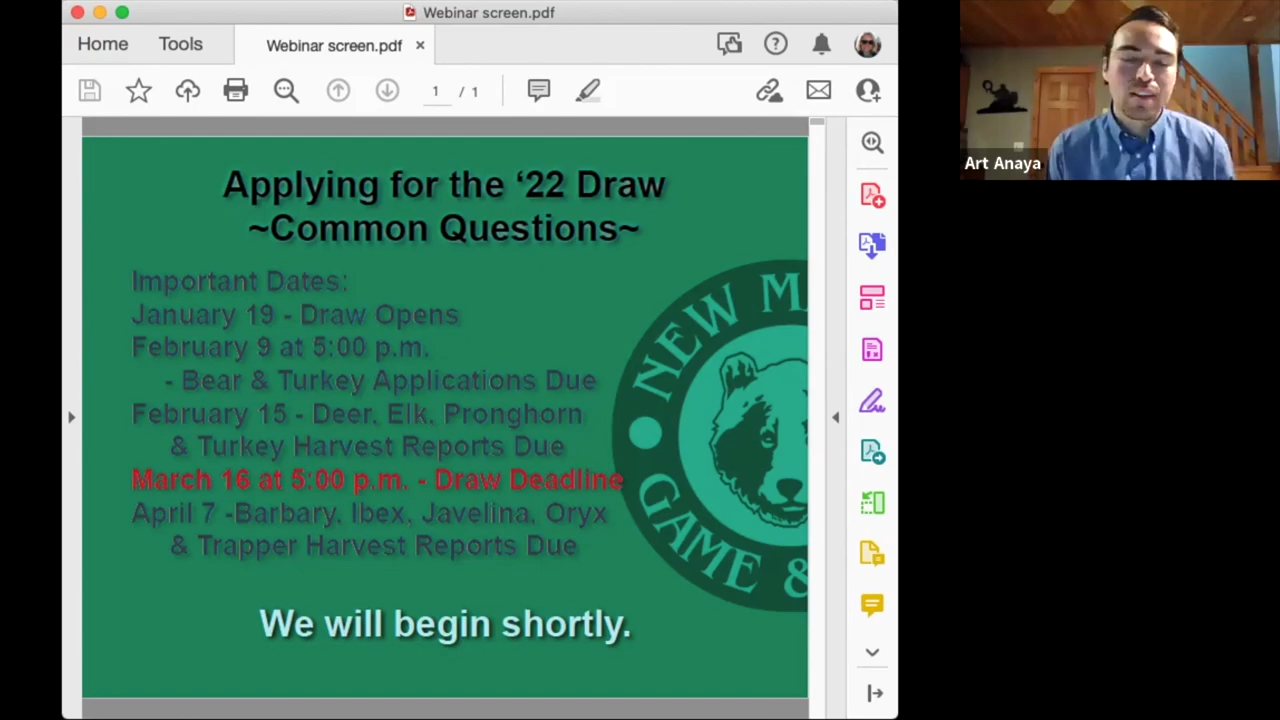 Webinar screen.pdf
Home
Tools
Webinar screen.pdf
1 / 1
Applying for the ‘22 Draw
~Common Questions~
Important Dates:
January 19 - Draw Opens
February 9 at 5:00 p.m.
- Bear & Turkey Applications Due
February 15 - Deer, Elk, Pronghorn
& Turkey Harvest Reports Due
March 16 at 5:00 p.m. - Draw Deadline
April 7 -Barbary, Ibex, Javelina, Oryx
& Trapper Harvest Reports Due
We will begin shortly.
NEW M
GAME &
Art Anaya